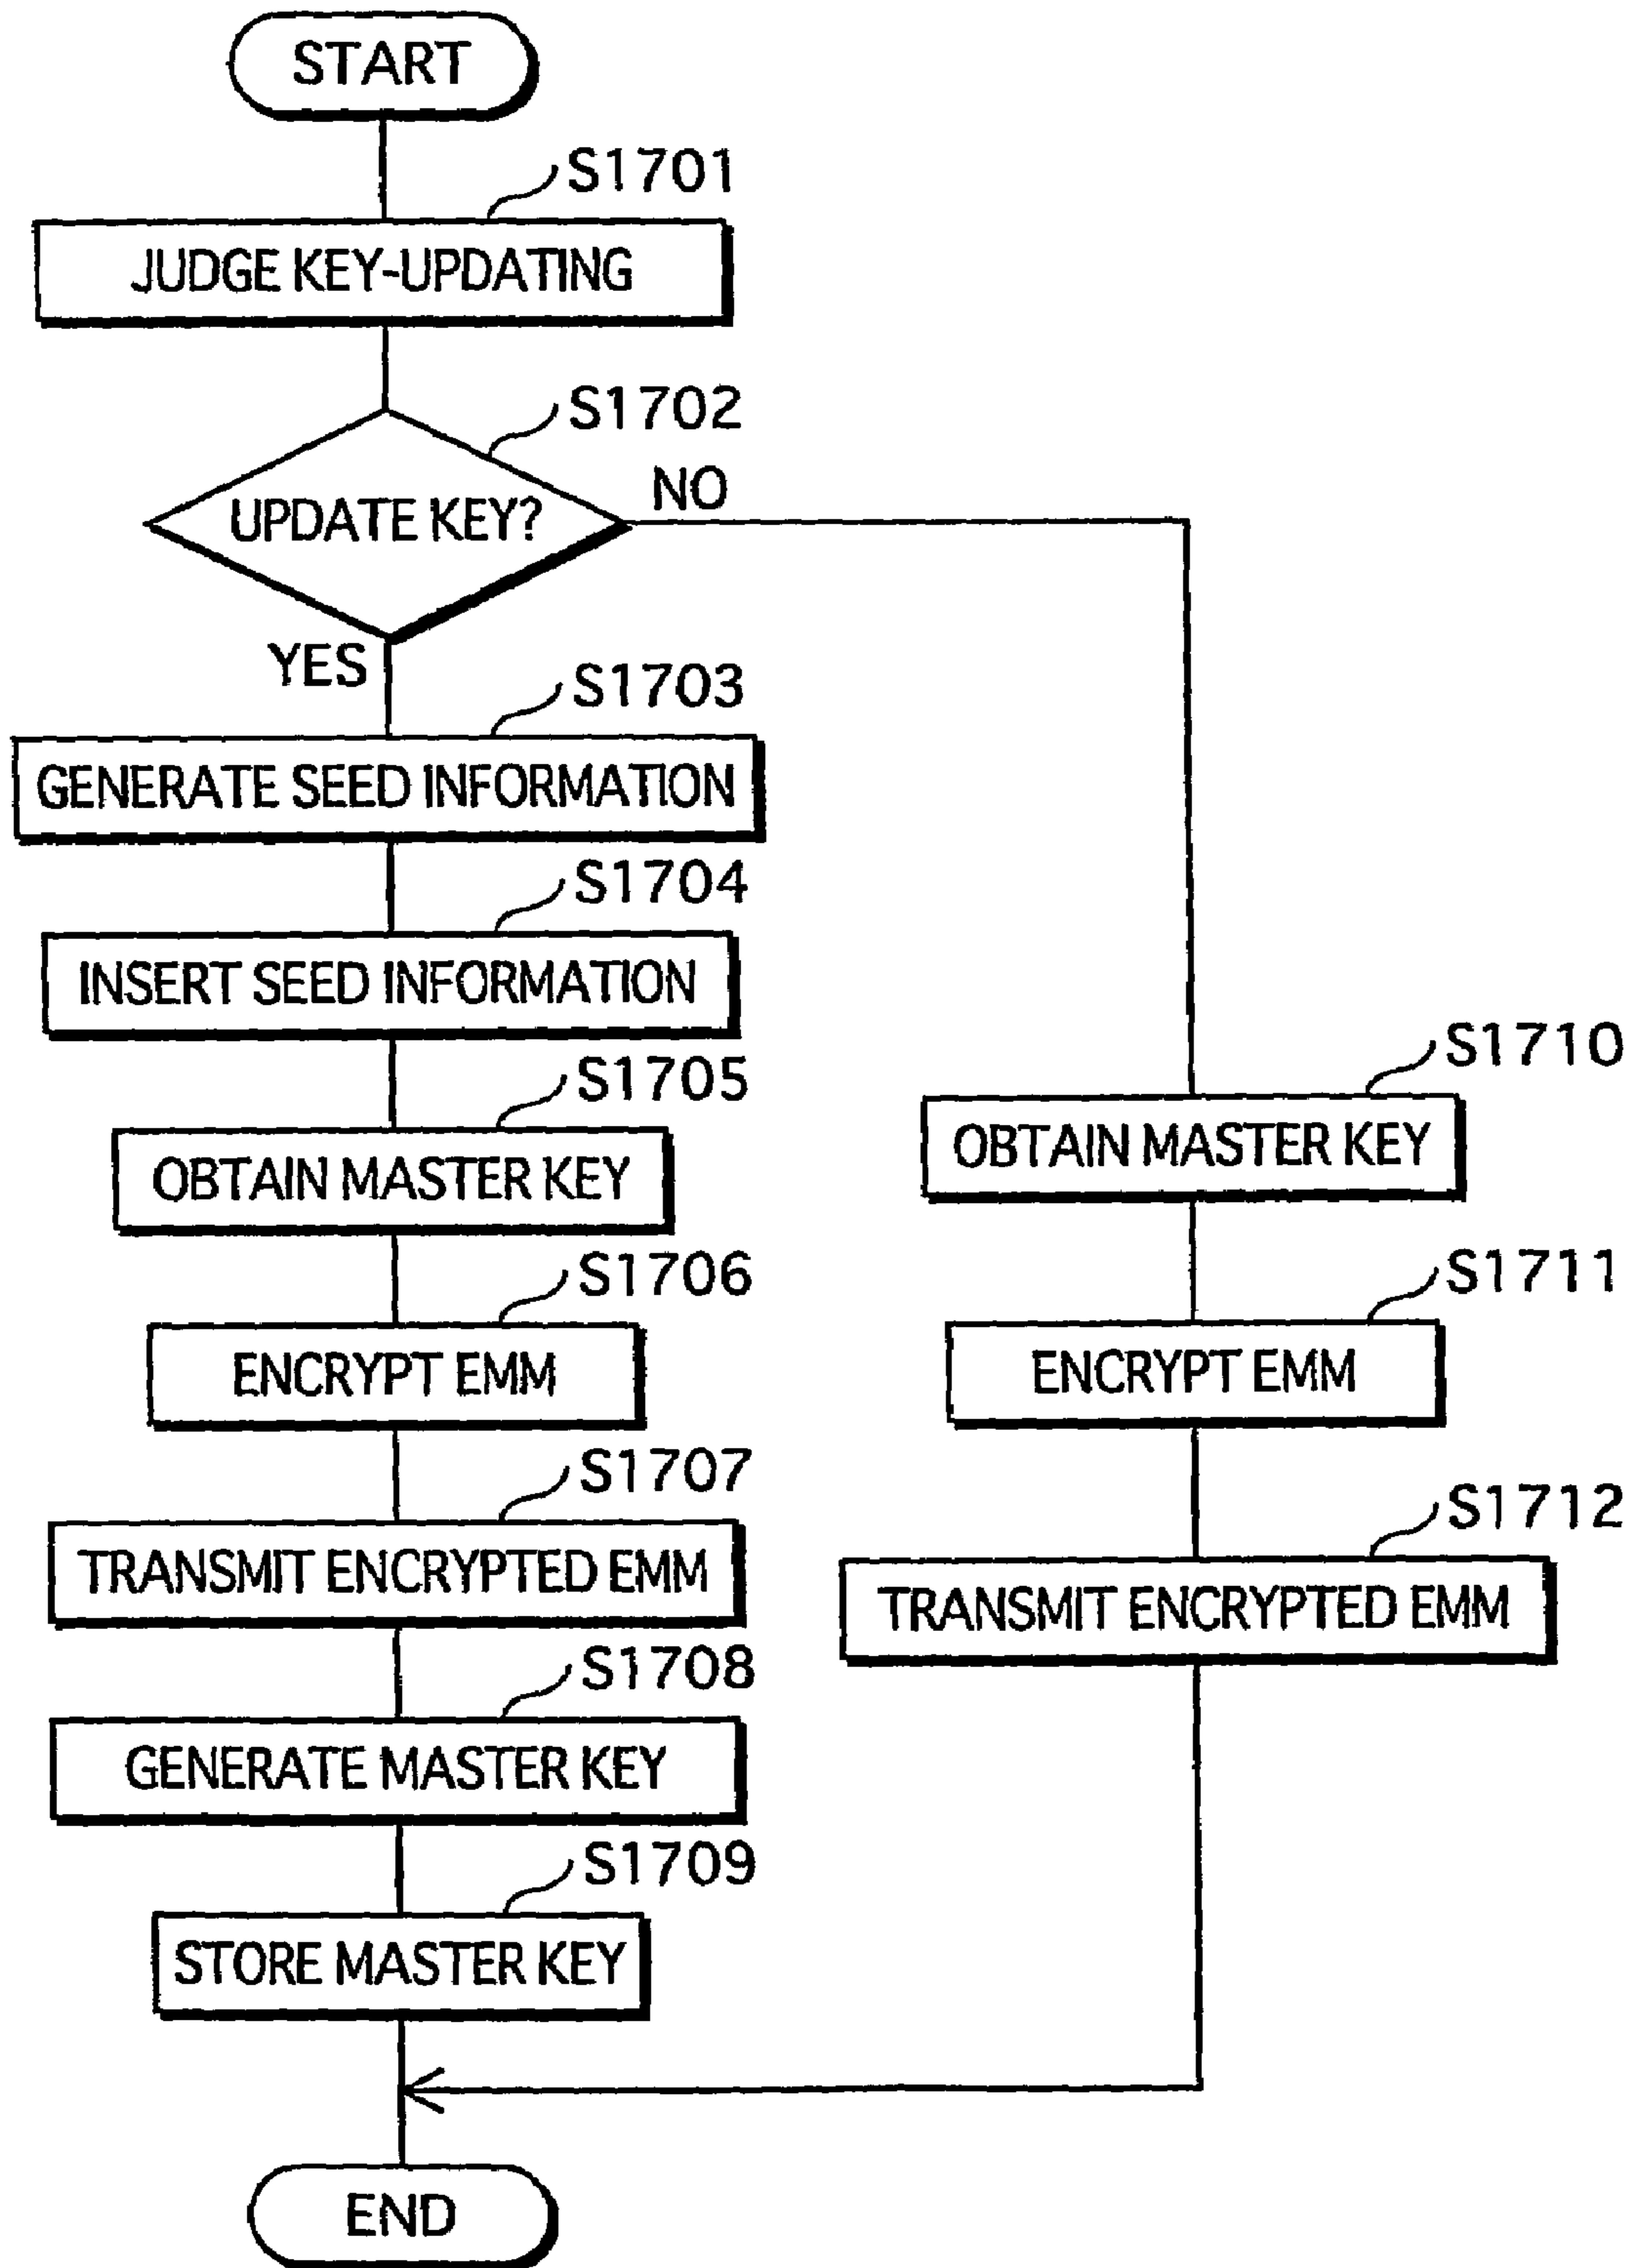 START
S1701
JUDGE KEY-UPDATING
S1702
UPDATE KEY?
NO
YES
S1703
GENERATE SEED INFORMATION
S1704
INSERT SEED INFORMATION
S1705
OBTAIN MASTER KEY
S1706
ENCRYPT EMM
S1707
TRANSMIT ENCRYPTED EMM
S1708
GENERATE MASTER KEY
S1709
STORE MASTER KEY
S1710
OBTAIN MASTER KEY
S1711
ENCRYPT EMM
S1712
TRANSMIT ENCRYPTED EMM
END